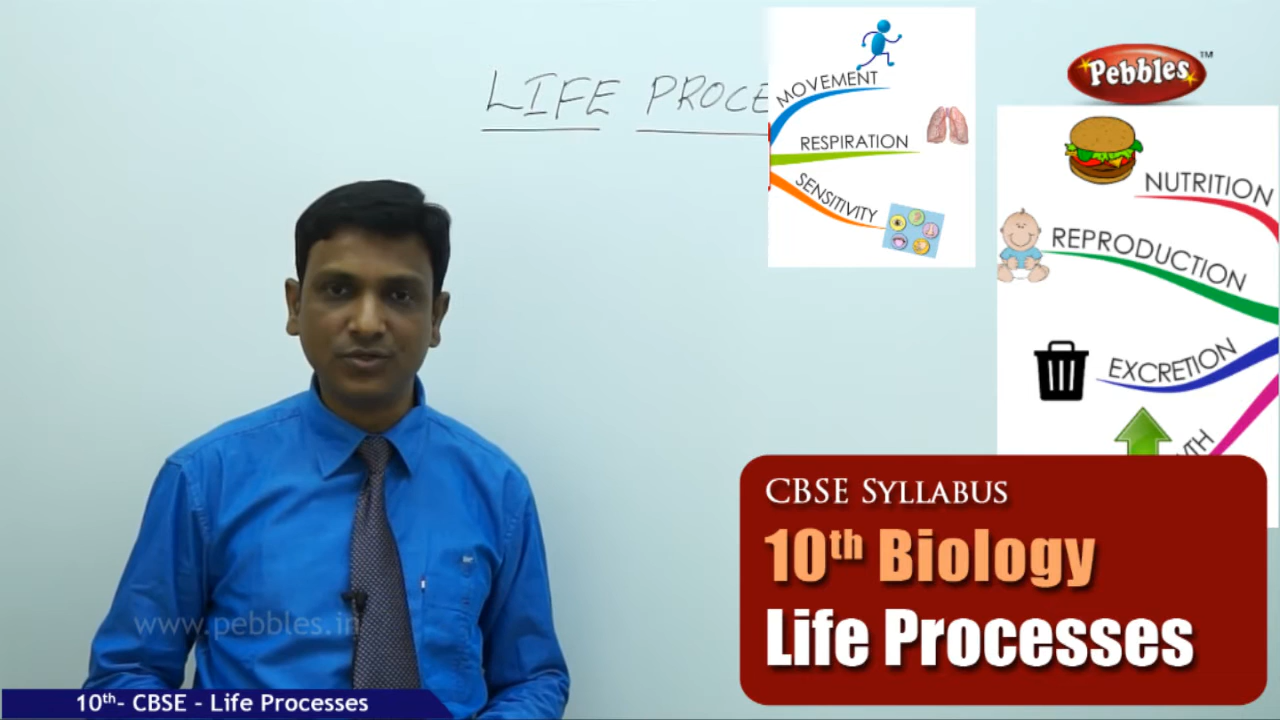 LIFE PROCE
MOVEMENT
RESPIRATION
SENSITIVITY
Pebbles™
NUTRITION
REPRODUCTION
EXCRETION
CBSE Syllabus
10th Biology
Life Processes
www.pebbles.in
10th- CBSE - Life Processes